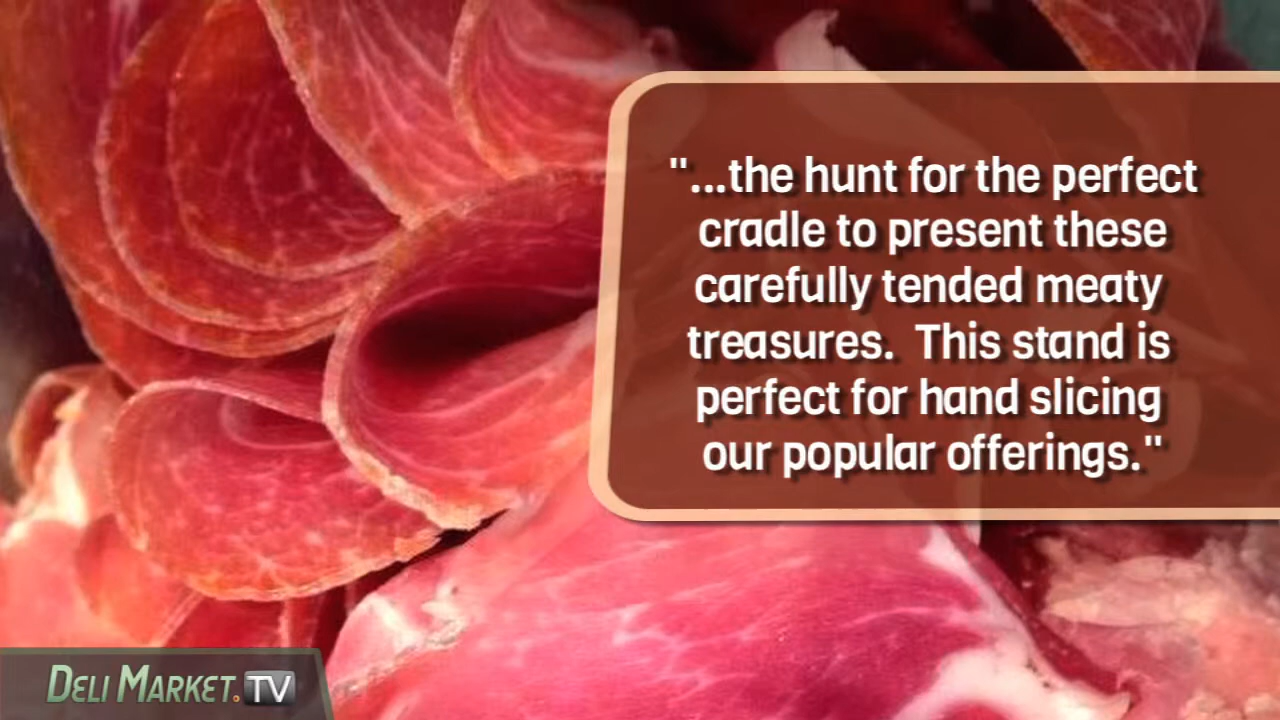 "...the hunt for the perfect
cradle to present these
carefully tended meaty
treasures.  This stand is
perfect for hand slicing
our popular offerings."
DELI MARKET.TV